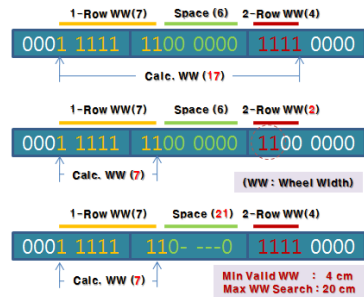 1-Row WW(7) Space (6) 2-Row WW(4)
0001 1111 1100 0000 1111 0000
Calc. WW (17)
1-Row WW(7) Space (6) 2-Row WW(2)
0001 1111 1100 0000 1100 0000
Calc. WW (7)
(WW : Wheel Width)
1-Row WW(7) Space (21) 2-Row WW(4)
0001 1111 110- ---0 1111 0000
Calc. WW (7)
Min Valid WW : 4 cm
Max WW Search : 20 cm